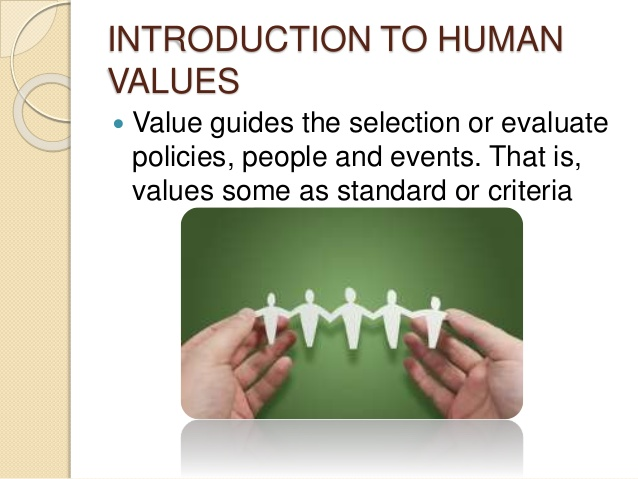 INTRODUCTION TO HUMAN
VALUES
Value guides the selection or evaluate
policies, people and events. That is,
values some as standard or criteria